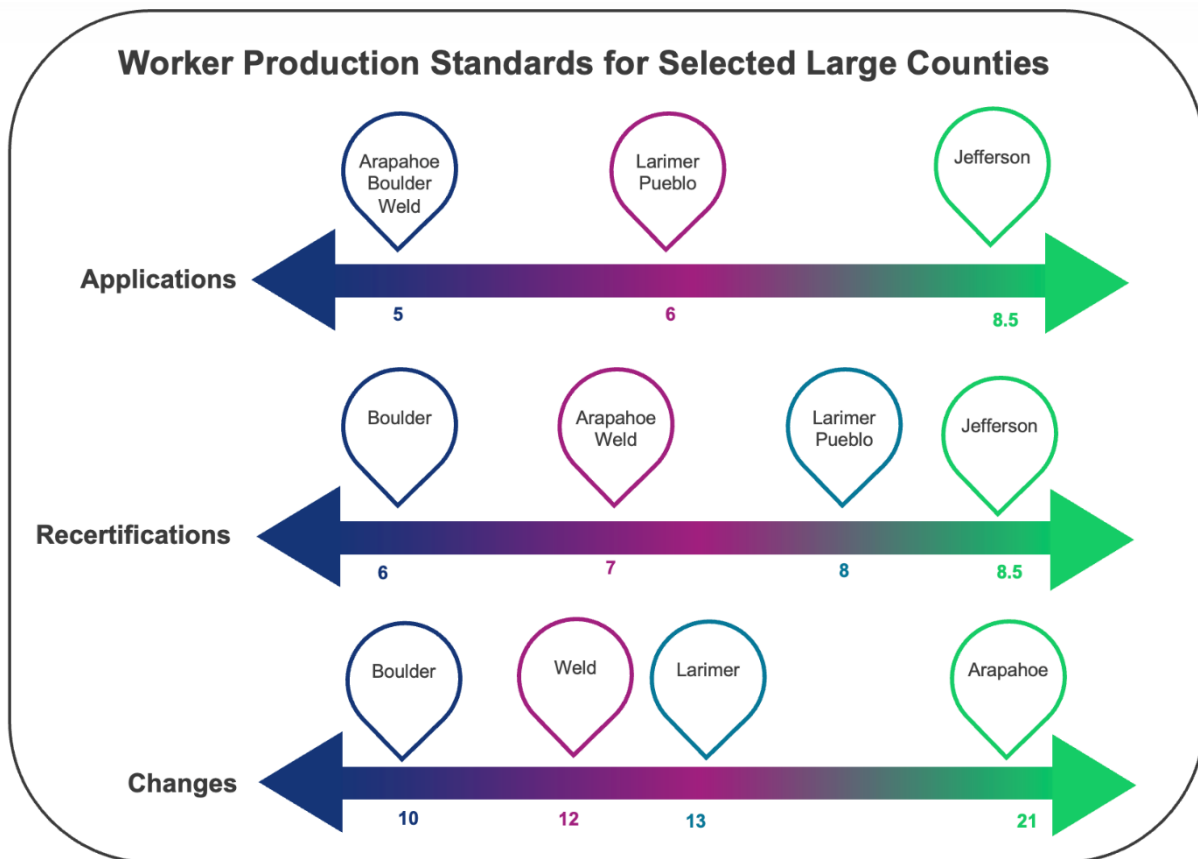 Worker Production Standards for Selected Large Counties
Arapahoe
Boulder
Weld
Larimer
Pueblo
Jefferson
Applications
5
6
8.5
Boulder
Arapahoe
Weld
Larimer
Pueblo
Jefferson
Recertifications
6
7
8
8.5
Boulder
Weld
Larimer
Arapahoe
Changes
10
12
13
21